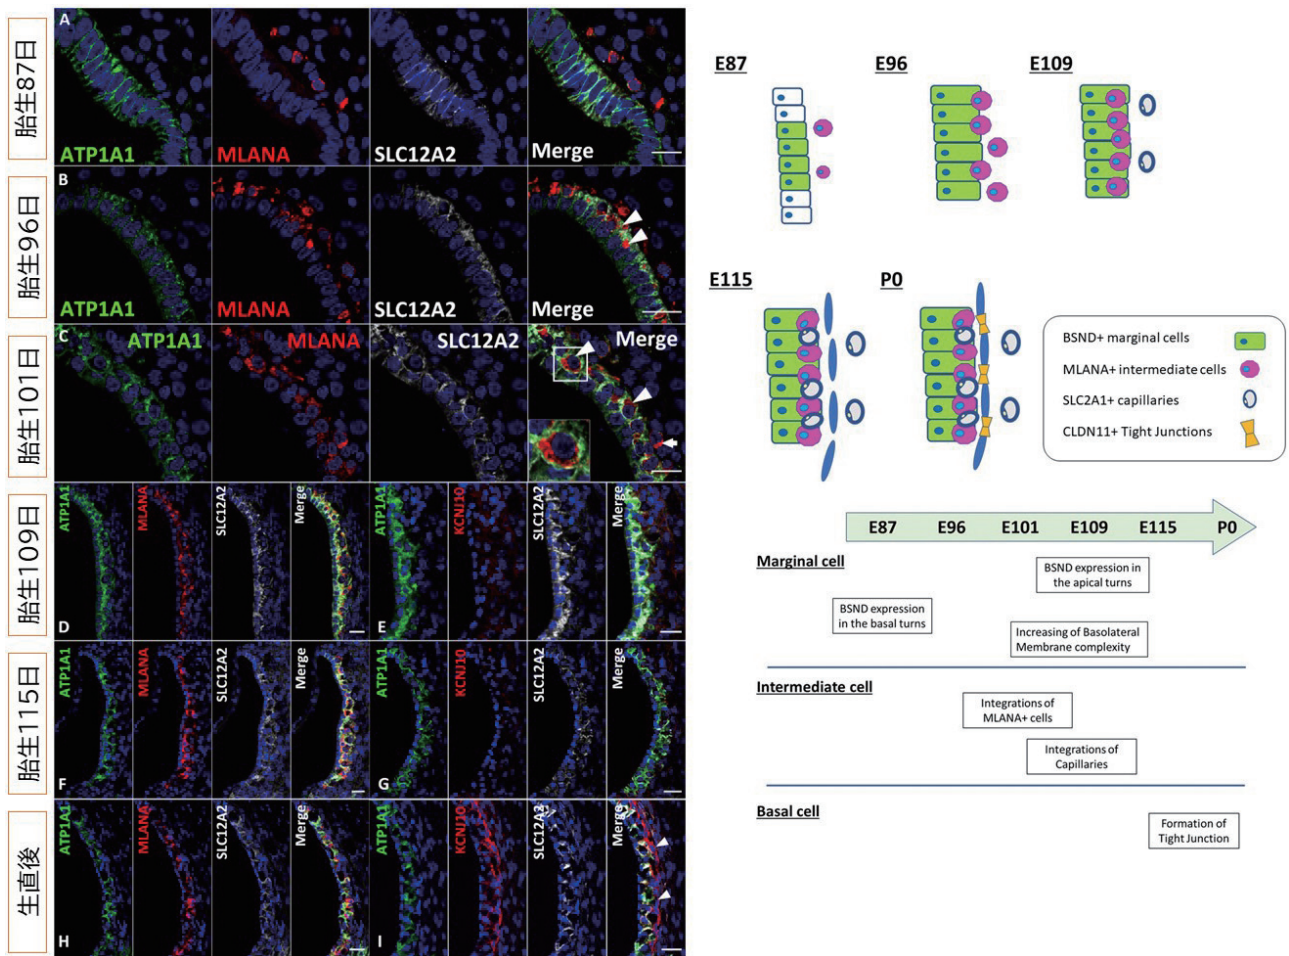 胎生87日
A
ATP1A1
MLANA
SLC12A2
Merge
胎生96日
B
ATP1A1
MLANA
SLC12A2
Merge
胎生101日
C
ATP1A1
MLANA
SLC12A2
Merge
胎生109日
ATP1A1
MLANA
SLC12A2
Merge
D
ATP1A1
KCNJ10
SLC12A2
Merge
E
胎生115日
ATP1A1
MLANA
SLC12A2
Merge
F
ATP1A1
KCNJ10
SLC12A2
Merge
G
生直後
ATP1A1
MLANA
SLC12A2
Merge
H
ATP1A1
KCNJ10
SLC12A2
Merge
I
E87
E96
E109
E115
P0
BSND+ marginal cells
MLANA+ intermediate cells
SLC2A1+ capillaries
CLDN11+ Tight Junctions
E87 E96 E101 E109 E115 P0
Marginal cell
BSND expression in
the apical turns
BSND expression
in the basal turns
Increasing of Basolateral
Membrane complexity
Intermediate cell
Integrations of
MLANA+ cells
Integrations of
Capillaries
Basal cell
Formation of
Tight Junction